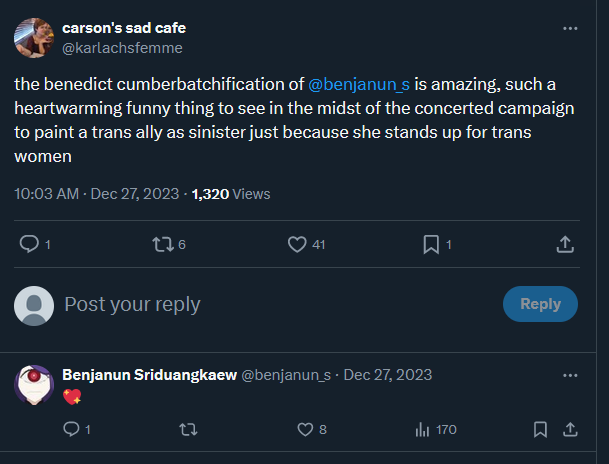 carson's sad cafe
@karlachsfemme
the benedict cumberbatchification of @benjanun_s is amazing, such a
heartwarming funny thing to see in the midst of the concerted campaign
to paint a trans ally as sinister just because she stands up for trans
women
10:03 AM · Dec 27, 2023 · 1,320 Views
1 6 41 1
Post your reply
Reply
Benjanun Sriduangkaew @benjanun_s · Dec 27, 2023
💖
1 8 170